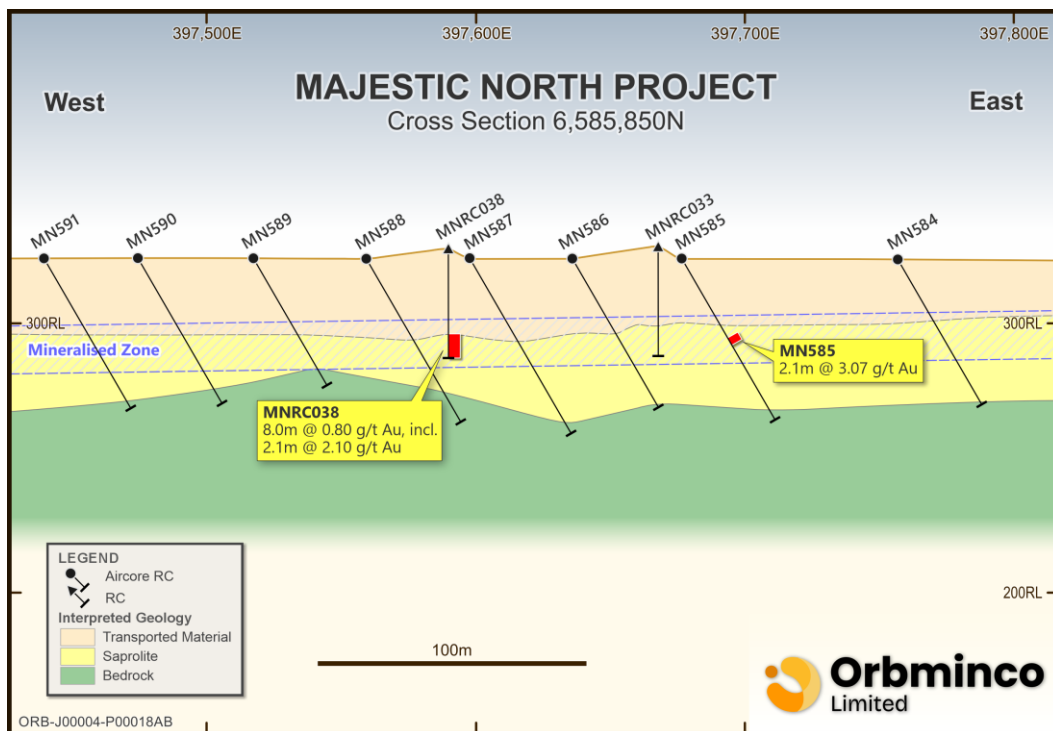 397,500E
397,600E
397,700E
397,800E
MAJESTIC NORTH PROJECT
Cross Section 6,585,850N
West
East
MN591
MN590
MN589
MN588
MNRC038
MN587
MN586
MNRC033
MN585
MN584
300RL
300RL
Mineralised Zone
MN585
2.1m @ 3.07 g/t Au
MNRC038
8.0m @ 0.80 g/t Au, incl.
2.1m @ 2.10 g/t Au
LEGEND
Aircore RC
RC
Interpreted Geology
Transported Material
Saprolite
Bedrock
200RL
100m
Orbminco
Limited
ORB-J00004-P00018AB